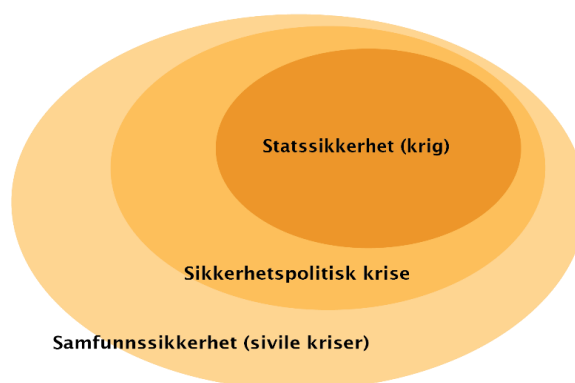 Statssikkerhet (krig)
Sikkerhetspolitisk krise
Samfunnssikkerhet (sivile kriser)